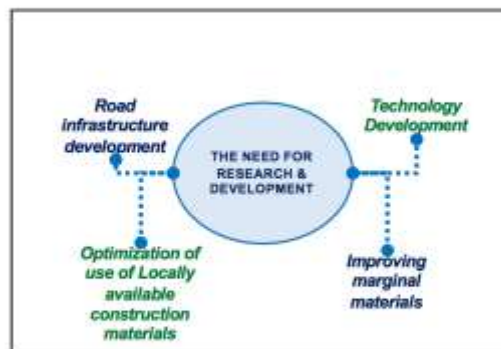 Road
infrastructure
development
Technology
Development
THE NEED FOR
RESEARCH &
DEVELOPMENT
Optimization of
use of Locally
available
construction
materials
Improving
marginal
materials